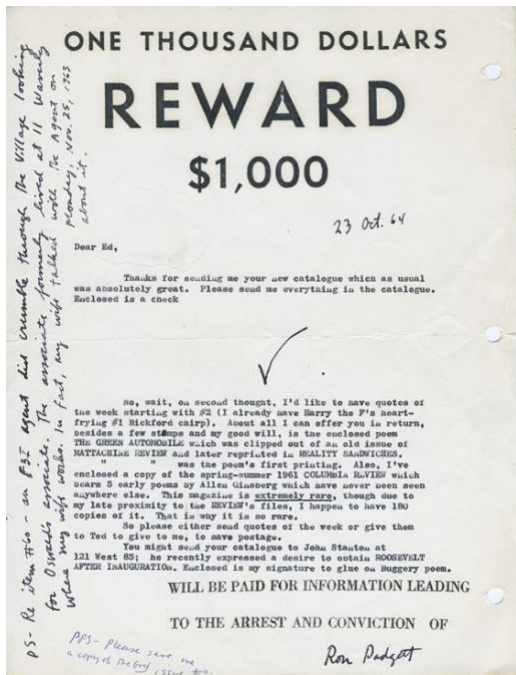 ONE THOUSAND DOLLARS
REWARD
$1,000
23 Oct. 64
Dear Ed,
Thanks for sending me your new catalogue which as usual
was absolutely great. Please send me everytaing in the catalogue.
Enclosed is a check
No, wait, on second thought, I'd like to have quotes of
the week starting with #2 (I already have Harry the F's heart-
frying #1 Bickford cairp). About all I can offer you in return,
besides a few stamps and my good will, is the enclosed poem
THE GREEN AUTOMOBILE which was clipped out of an old issue of
MATTACHINE REVIEW and later reprinted in REALITY SANDWICHES.
" " " was the poem's first printing. Also, I've
enclosed a copy of the spring-summer 1961 COLUMBIA REVIEW which
bears 5 early poems by Allen Ginsberg which have never been seen
anywhere else. This magazine is extremely rare, though due to
my late proximity to the REVIEW's files, I happen to have 180
copies of it. That is why it is so rare.
So please either send quotes of the week or give them
to Ted to give to me, to save postage.
You might send your catalogue to John Stanton at
121 West 85; he recently expressed a desire to obtain ROOSEVELT
AFTER INAUGURATION. Enclosed is my signature to glue on Buggery poem.
WILL BE PAID FOR INFORMATION LEADING
TO THE ARREST AND CONVICTION OF
Ron Padgett
PS- Re item #60 - an FBI agent did crumble through the Village looking
for Oswald's associate. The associate formerly lived at 11 Waverly
where my wife works. In fact, my wife talked with the Agent on
Monday, Nov. 25, 1963
about it.
PPS- Please save me
a copy of the issue